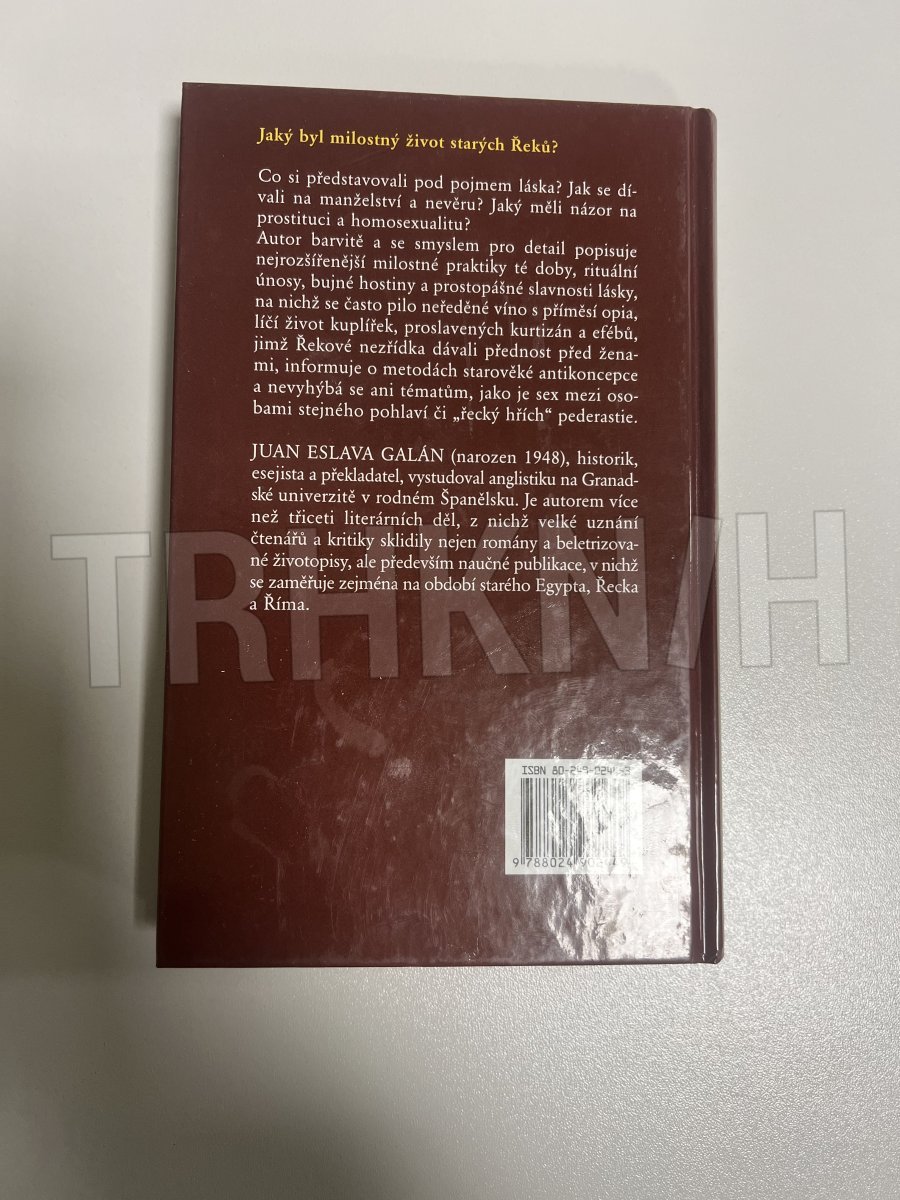 Jaký byl milostný život starých Řeků?
Co si představovali pod pojmem láska? Jak se dí-
vali na manželství a nevěru? Jaký měli názor na
prostituci a homosexualitu?
Autor barvitě a se smyslem pro detail popisuje
nejrozšířenější milostné praktiky té doby, rituální
únosy, bujné hostiny a prostopášné slavnosti lásky,
na nichž se často pilo neředěné víno s příměsí opia,
líčí život kuplířek, proslavených kurtizán a efébů,
jimž Řekové nezřídka dávali přednost před žena-
mi, informuje o metodách starověké antikoncepce
a nevyhýbá se ani tématům, jako je sex mezi oso-
bami stejného pohlaví či „řecký hřích“ pederastie.
JUAN ESLAVA GALÁN (narozen 1948), historik,
esejista a překladatel, vystudoval anglistiku na Granad-
ské univerzitě v rodném Španělsku. Je autorem více
než třiceti literárních děl, z nichž velké uznání
čtenářů a kritiky sklidily nejen romány a beletrizova-
né životopisy, ale především naučné publikace, v nichž
se zaměřuje zejména na období starého Egypta, Řecka
a Říma.
TRHKNIH
ISBN
9 788024